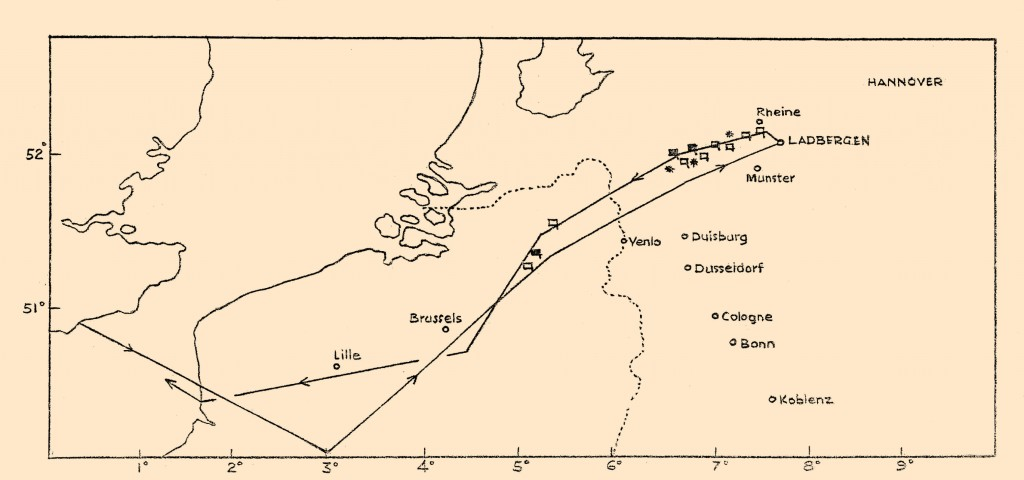 HANNOVER
Rheine
52°
LADBERGEN
Munster
Venlo
Duisburg
Dusseldorf
51°
Brussels
Cologne
Lille
Bonn
Koblenz
1°
2°
3°
4°
5°
6°
7°
8°
9°